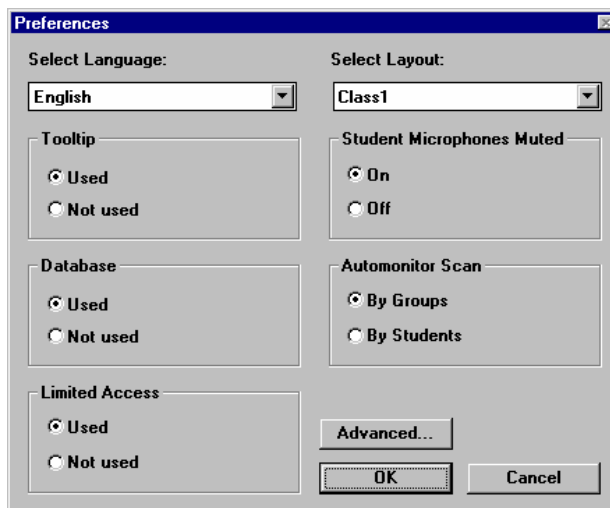 Preferences
Select Language:
English
Select Layout:
Class1
Tooltip
Used
Not used
Student Microphones Muted
On
Off
Database
Used
Not used
Automonitor Scan
By Groups
By Students
Limited Access
Used
Not used
Advanced...
OK
Cancel